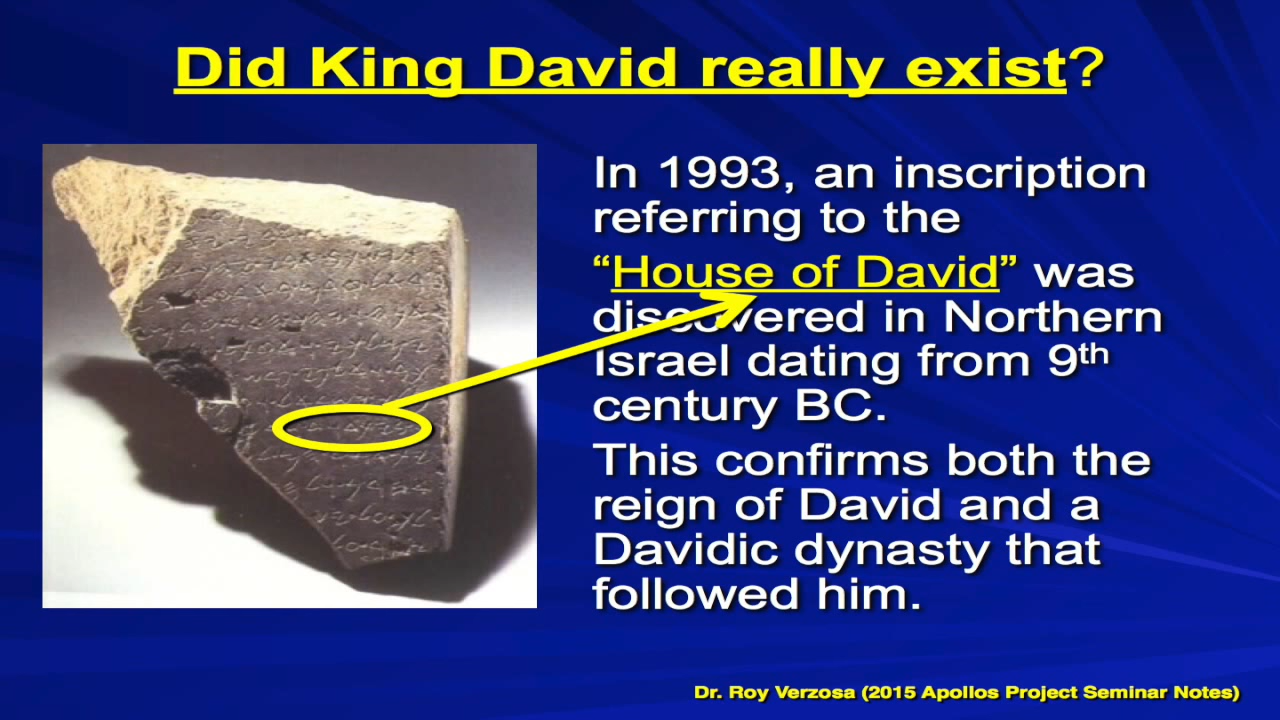 Did King David really exist?
In 1993, an inscription
referring to the
“House of David” was
discovered in Northern
Israel dating from 9th
century BC.
This confirms both the
reign of David and a
Davidic dynasty that
followed him.
Dr. Roy Verzosa (2015 Apollos Project Seminar Notes)